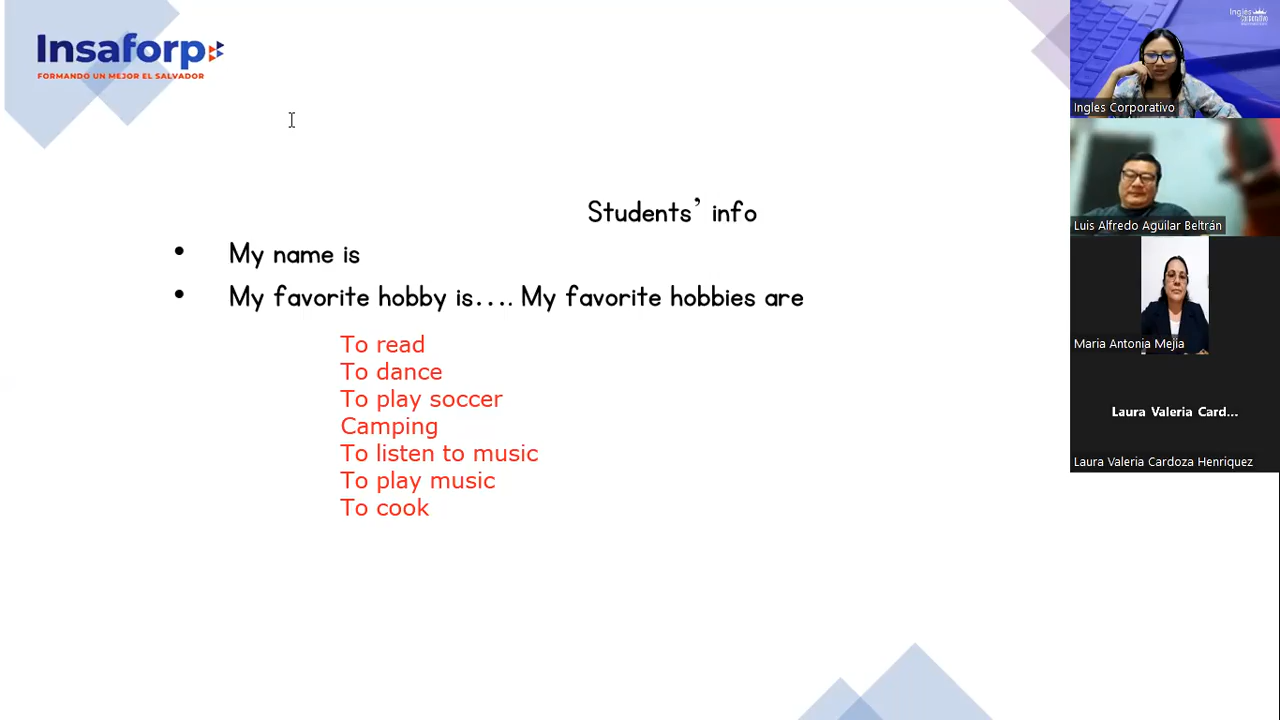 Insaforp
FORMANDO UN MEJOR EL SALVADOR
Students’ info
• My name is
• My favorite hobby is…. My favorite hobbies are
To read
To dance
To play soccer
Camping
To listen to music
To play music
To cook
Ingles Corporativo
Luis Alfredo Aguilar Beltrán
Maria Antonia Mejia
Laura Valeria Card...
Laura Valeria Cardoza Henriquez